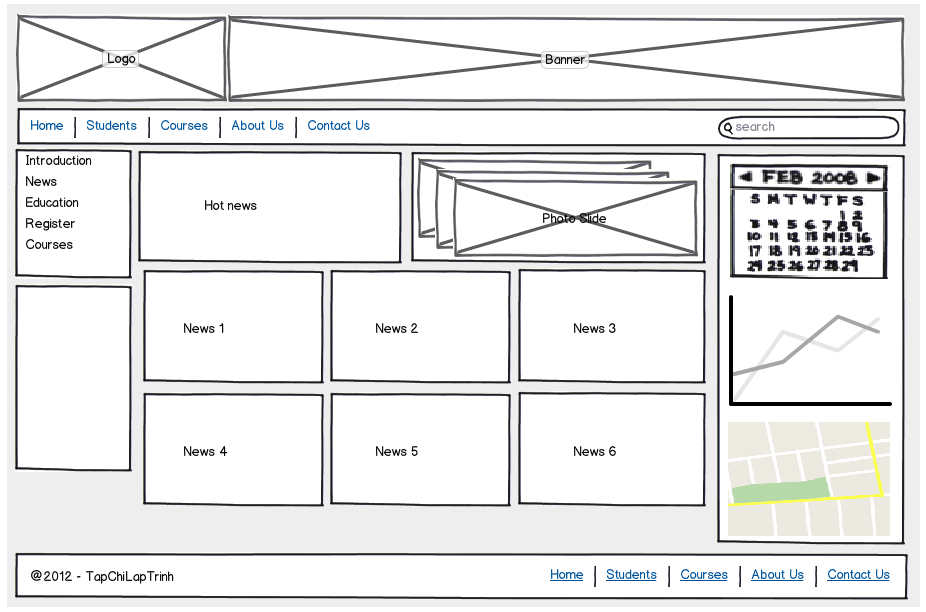 Logo
Banner
Home Students Courses About Us Contact Us
search
Introduction
News
Education
Register
Courses
Hot news
Photo Slide
FEB 2008
S M T W T F S
1 2
3 4 5 6 7 8 9
10 11 12 13 14 15 16
17 18 19 20 21 22 23
24 25 26 27 28 29
News 1
News 2
News 3
News 4
News 5
News 6
@2012 - TapChiLapTrinh
Home Students Courses About Us Contact Us